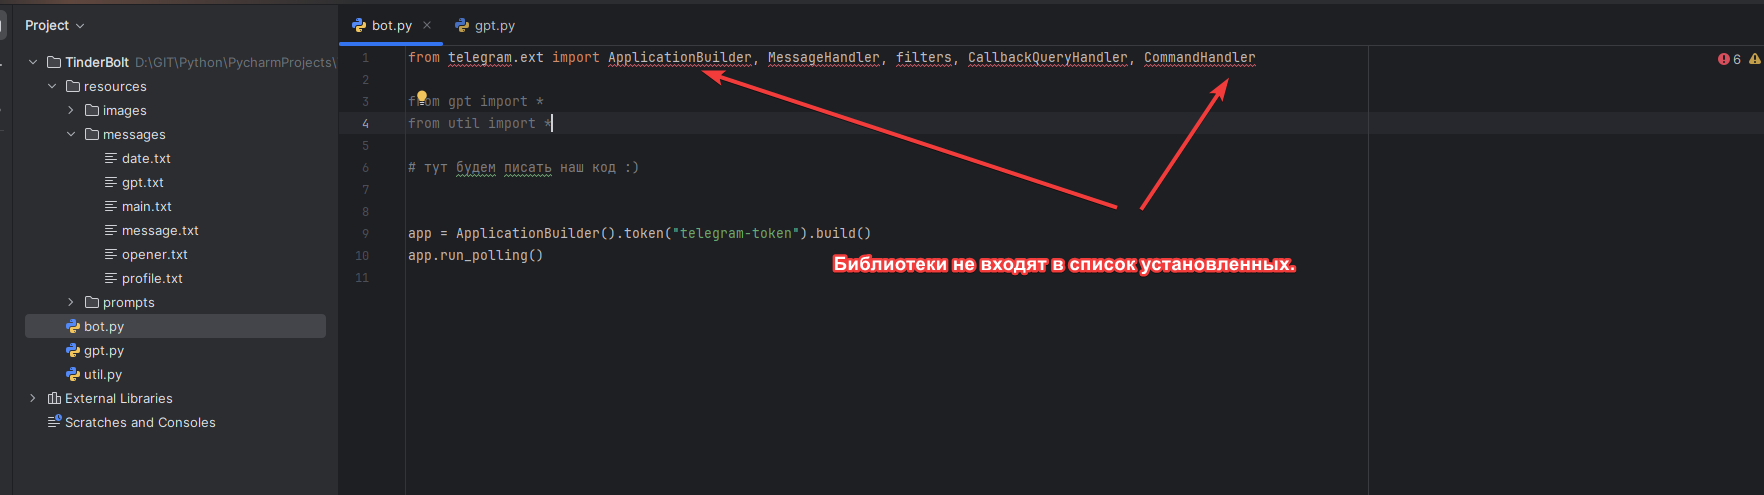 Project
TinderBolt D:\GIT\Python\PycharmProjects\
resources
images
messages
date.txt
gpt.txt
main.txt
message.txt
opener.txt
profile.txt
prompts
bot.py
gpt.py
util.py
External Libraries
Scratches and Consoles
bot.py
gpt.py
6
1 from telegram.ext import ApplicationBuilder, MessageHandler, filters, CallbackQueryHandler, CommandHandler
2
3 from gpt import *
4 from util import *
5
6 # тут будем писать наш код :)
7
8
9 app = ApplicationBuilder().token("telegram-token").build()
10 app.run_polling()
11
Библиотеки не входят в список установленных.